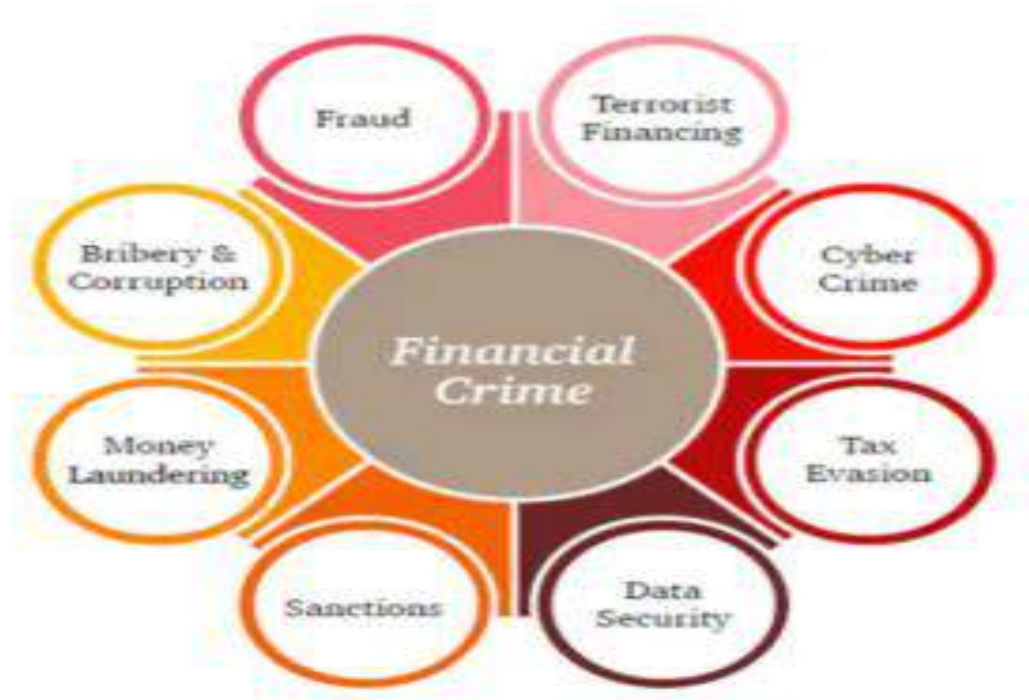 Fraud
Terrorist
Financing
Bribery &
Corruption
Cyber
Crime
Financial
Crime
Money
Laundering
Tax
Evasion
Sanctions
Data
Security